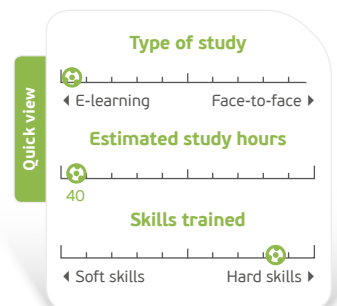 Quick view
Type of study
E-learning Face-to-face
Estimated study hours
40
Skills trained
Soft skills Hard skills